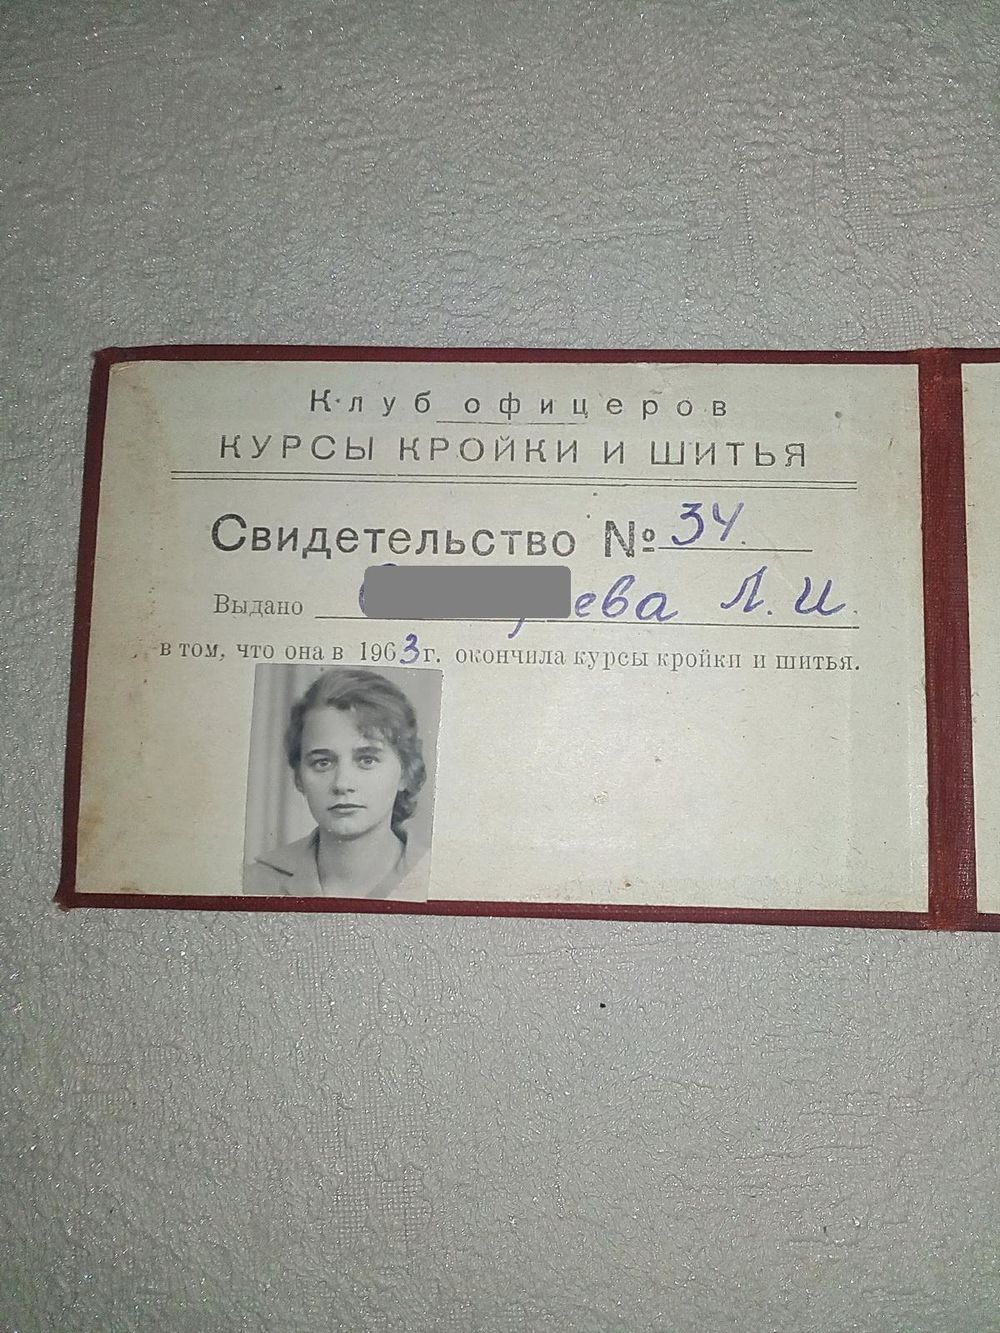 Клуб офицеров
КУРСЫ КРОЙКИ И ШИТЬЯ
Свидетельство № 34.
Выдано Л. И.
в том, что она в 1963 г. окончила курсы кройки и шитья.